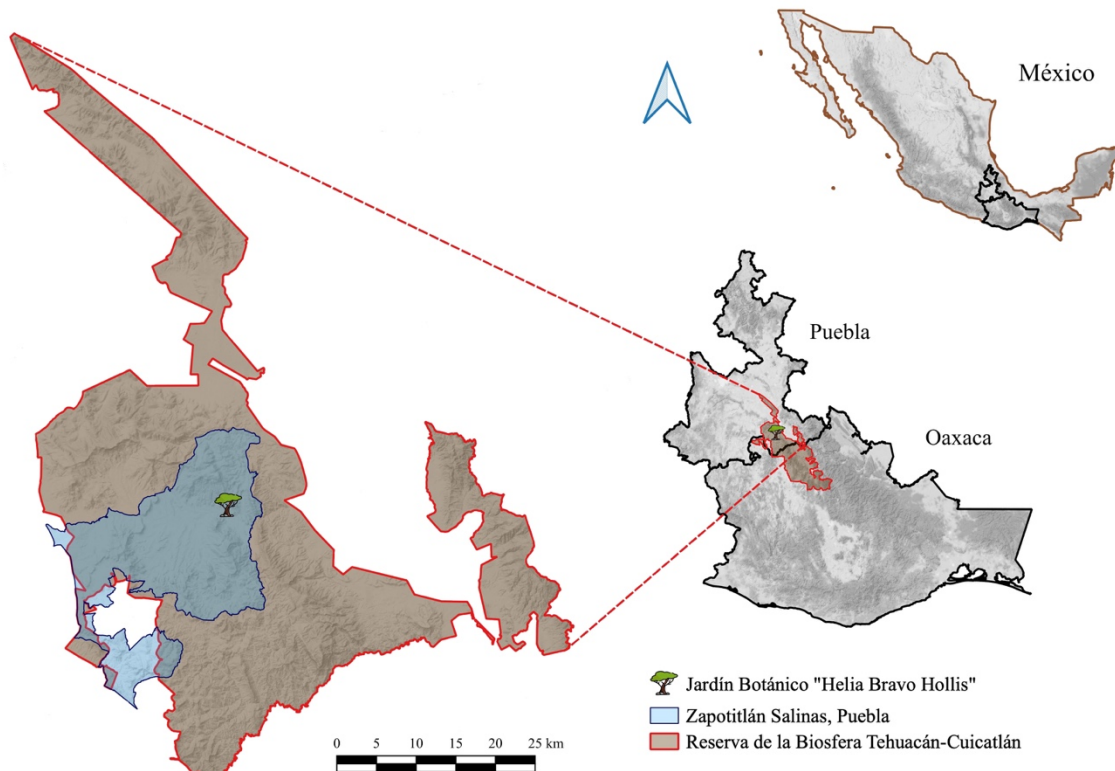 México
Puebla
Oaxaca
Jardín Botánico "Helia Bravo Hollis"
Zapotitlán Salinas, Puebla
Reserva de la Biosfera Tehuacán-Cuicatlán
0 5 10 15 20 25 km